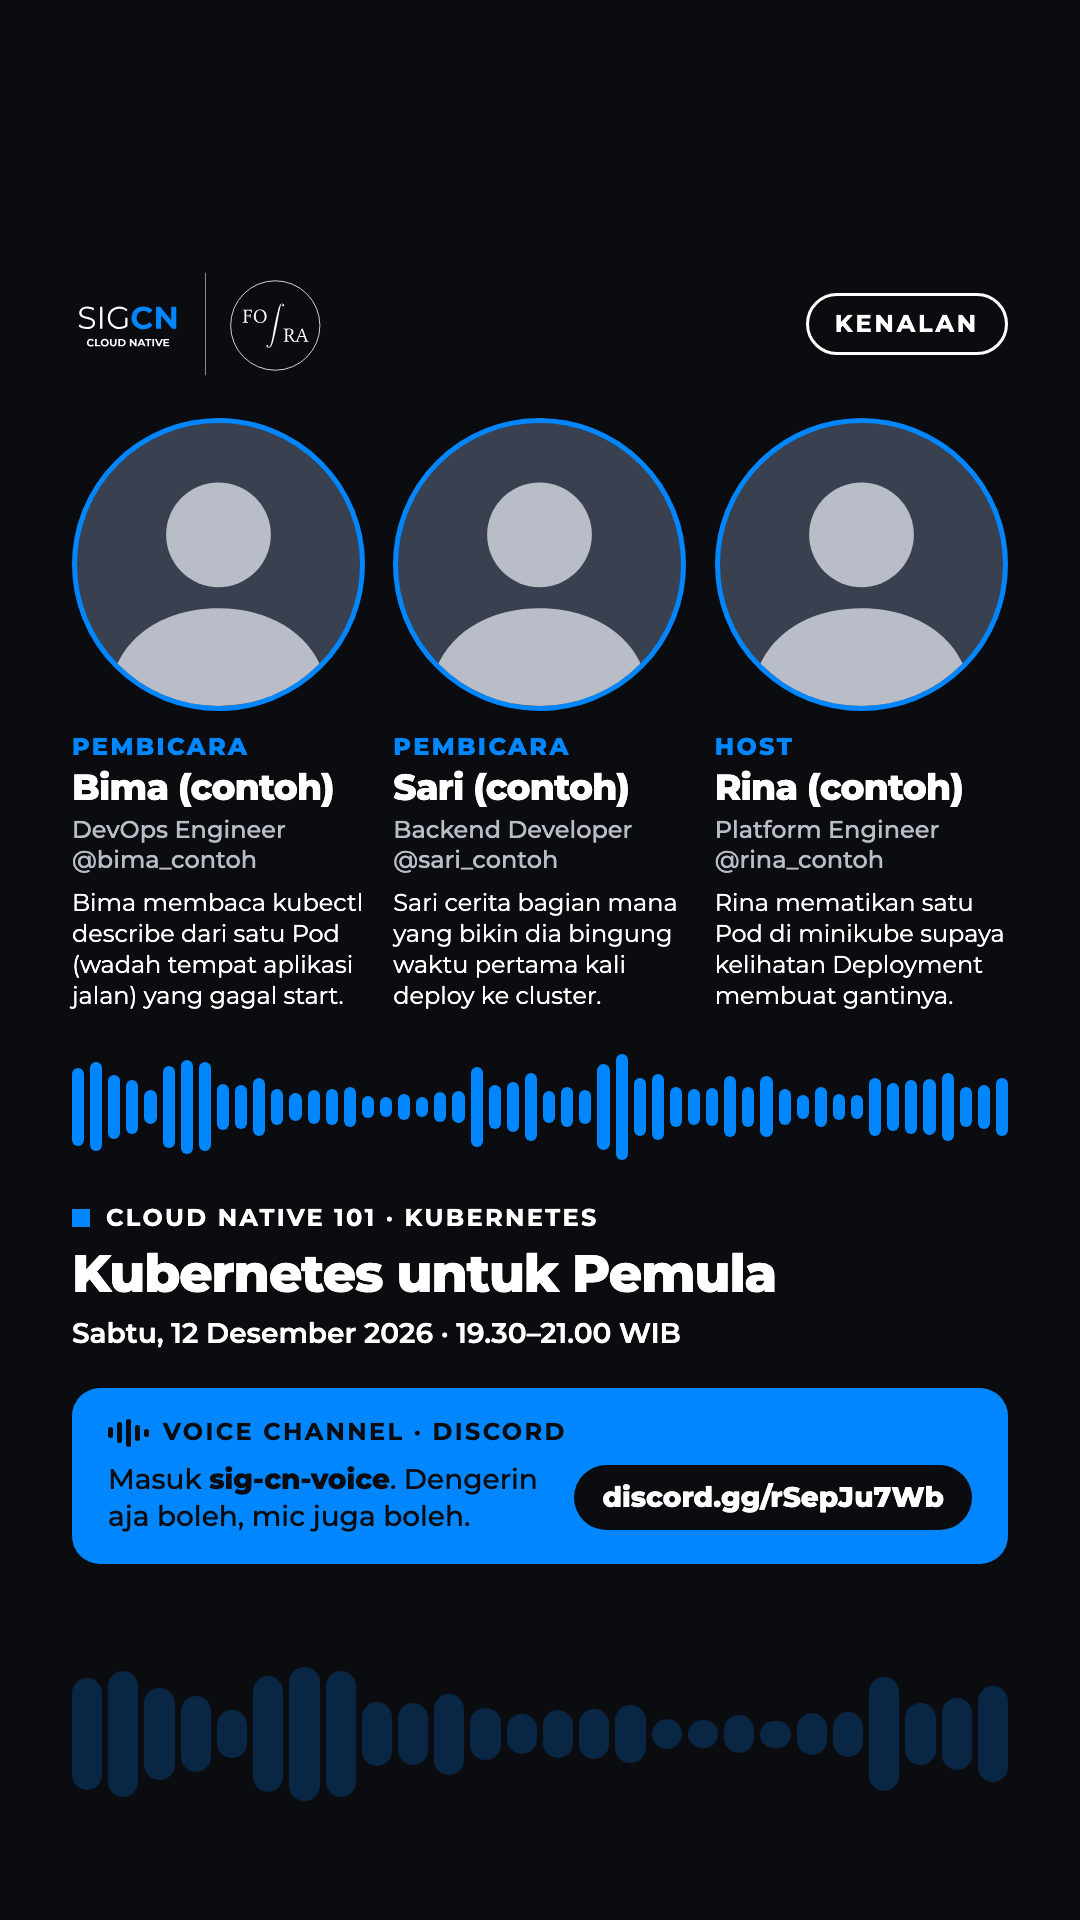 SIGCN
CLOUD NATIVE
FO
RA
KENALAN
PEMBICARA
Bima (contoh)
DevOps Engineer
@bima_contoh
Bima membaca kubectl
describe dari satu Pod
(wadah tempat aplikasi
jalan) yang gagal start.
PEMBICARA
Sari (contoh)
Backend Developer
@sari_contoh
Sari cerita bagian mana
yang bikin dia bingung
waktu pertama kali
deploy ke cluster.
HOST
Rina (contoh)
Platform Engineer
@rina_contoh
Rina mematikan satu
Pod di minikube supaya
kelihatan Deployment
membuat gantinya.
CLOUD NATIVE 101 · KUBERNETES
Kubernetes untuk Pemula
Sabtu, 12 Desember 2026 · 19.30–21.00 WIB
VOICE CHANNEL · DISCORD
Masuk sig-cn-voice. Dengerin
aja boleh, mic juga boleh.
discord.gg/rSepJu7Wb